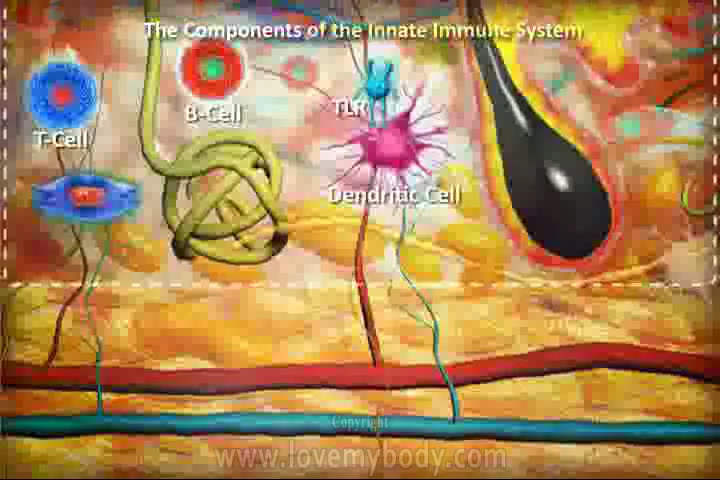 The Components of the Innate Immune System
B-Cell
T-Cell
TLR
Dendritic Cell
Copyright
www.lovemybody.com